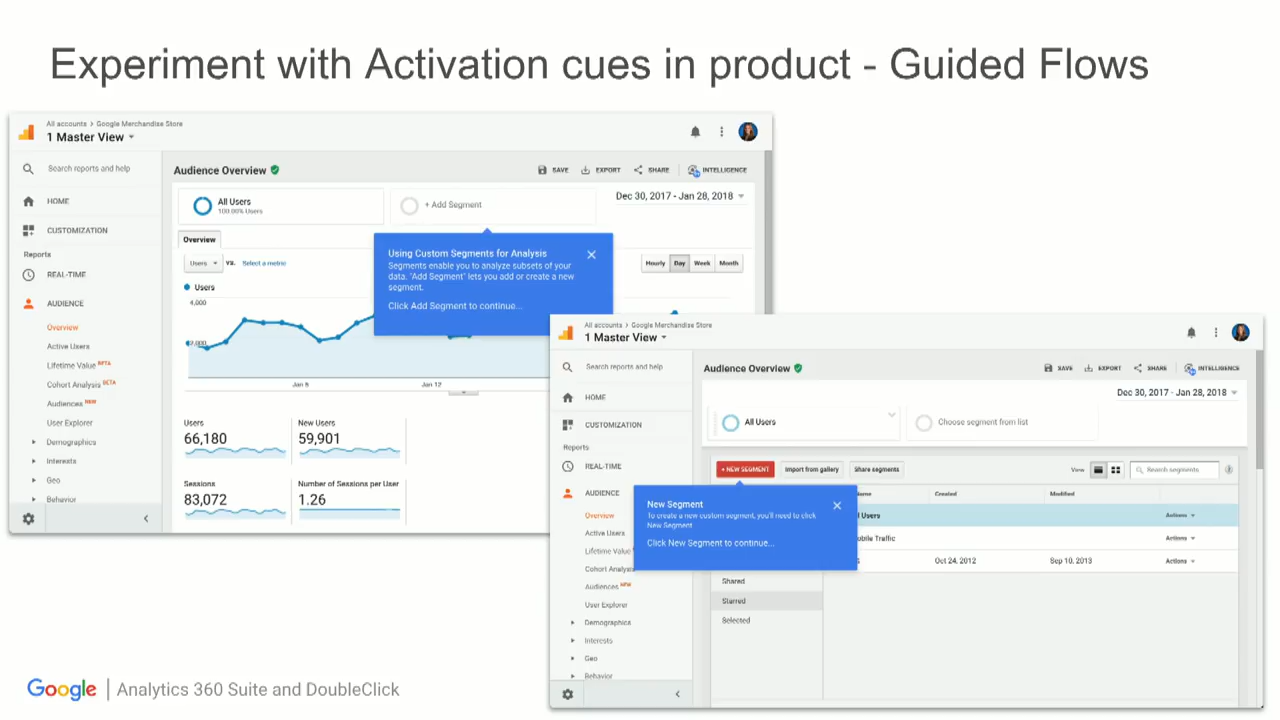 Experiment with Activation cues in product - Guided Flows
All accounts > Google Merchandise Store
1 Master View
Search reports and help
HOME
CUSTOMIZATION
Reports
REAL-TIME
AUDIENCE
Overview
Active Users
Lifetime Value BETA
Cohort Analysis BETA
Audiences NEW
User Explorer
Demographics
Interests
Geo
Behavior
Audience Overview
SAVE EXPORT SHARE INTELLIGENCE
All Users
100.00% Users
+ Add Segment
Dec 30, 2017 - Jan 28, 2018
Overview
Users VS. Select a metric
Hourly Day Week Month
Users
4,000
2,000
Jan 8
Jan 12
Using Custom Segments for Analysis
Segments enable you to analyze subsets of your
data. "Add Segment" lets you add or create a new
segment.
Click Add Segment to continue...
Users
66,180
New Users
59,901
Sessions
83,072
Number of Sessions per User
1.26
All accounts > Google Merchandise Store
1 Master View
Search reports and help
HOME
CUSTOMIZATION
Reports
REAL-TIME
AUDIENCE
Overview
Active Users
Lifetime Value
Cohort Analysis
Audiences NEW
User Explorer
Demographics
Interests
Geo
Behavior
Audience Overview
SAVE EXPORT SHARE INTELLIGENCE
Dec 30, 2017 - Jan 28, 2018
All Users
Choose segment from list
+ NEW SEGMENT Import from gallery Share segments
View
Search segments
Created Modified
Actions
Actions
Oct 24, 2012 Sep 10, 2013 Actions
New Segment
To create a new custom segment, you'll need to click
New Segment
Click New Segment to continue...
Shared
Starred
Selected
Google | Analytics 360 Suite and DoubleClick